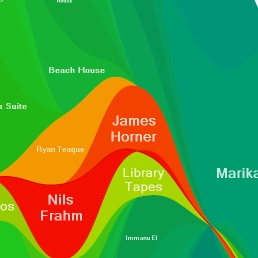 Beach House
a Suite
James
Horner
Ryan Teague
Library
Tapes
Marika
Nils
Frahm
os
Immanu El